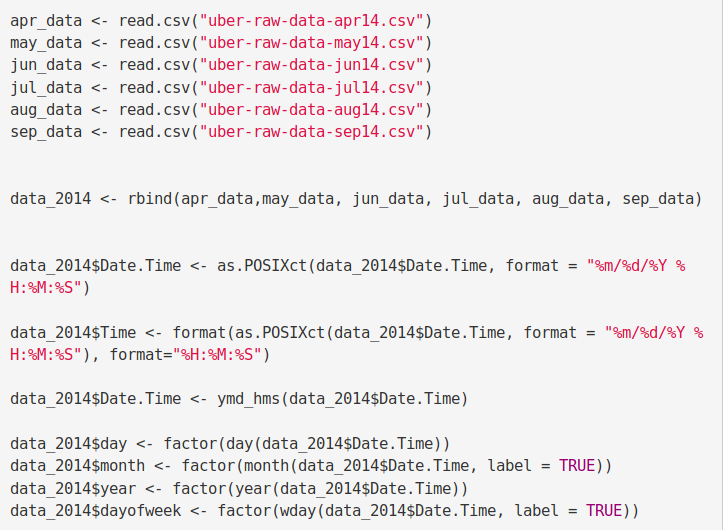 apr_data <- read.csv("uber-raw-data-apr14.csv")
may_data <- read.csv("uber-raw-data-may14.csv")
jun_data <- read.csv("uber-raw-data-jun14.csv")
jul_data <- read.csv("uber-raw-data-jul14.csv")
aug_data <- read.csv("uber-raw-data-aug14.csv")
sep_data <- read.csv("uber-raw-data-sep14.csv")
data_2014 <- rbind(apr_data,may_data, jun_data, jul_data, aug_data, sep_data)
data_2014$Date.Time <- as.POSIXct(data_2014$Date.Time, format = "%m/%d/%Y %
H:%M:%S")
data_2014$Time <- format(as.POSIXct(data_2014$Date.Time, format = "%m/%d/%Y %
H:%M:%S"), format="%H:%M:%S")
data_2014$Date.Time <- ymd_hms(data_2014$Date.Time)
data_2014$day <- factor(day(data_2014$Date.Time))
data_2014$month <- factor(month(data_2014$Date.Time, label = TRUE))
data_2014$year <- factor(year(data_2014$Date.Time))
data_2014$dayofweek <- factor(wday(data_2014$Date.Time, label = TRUE))